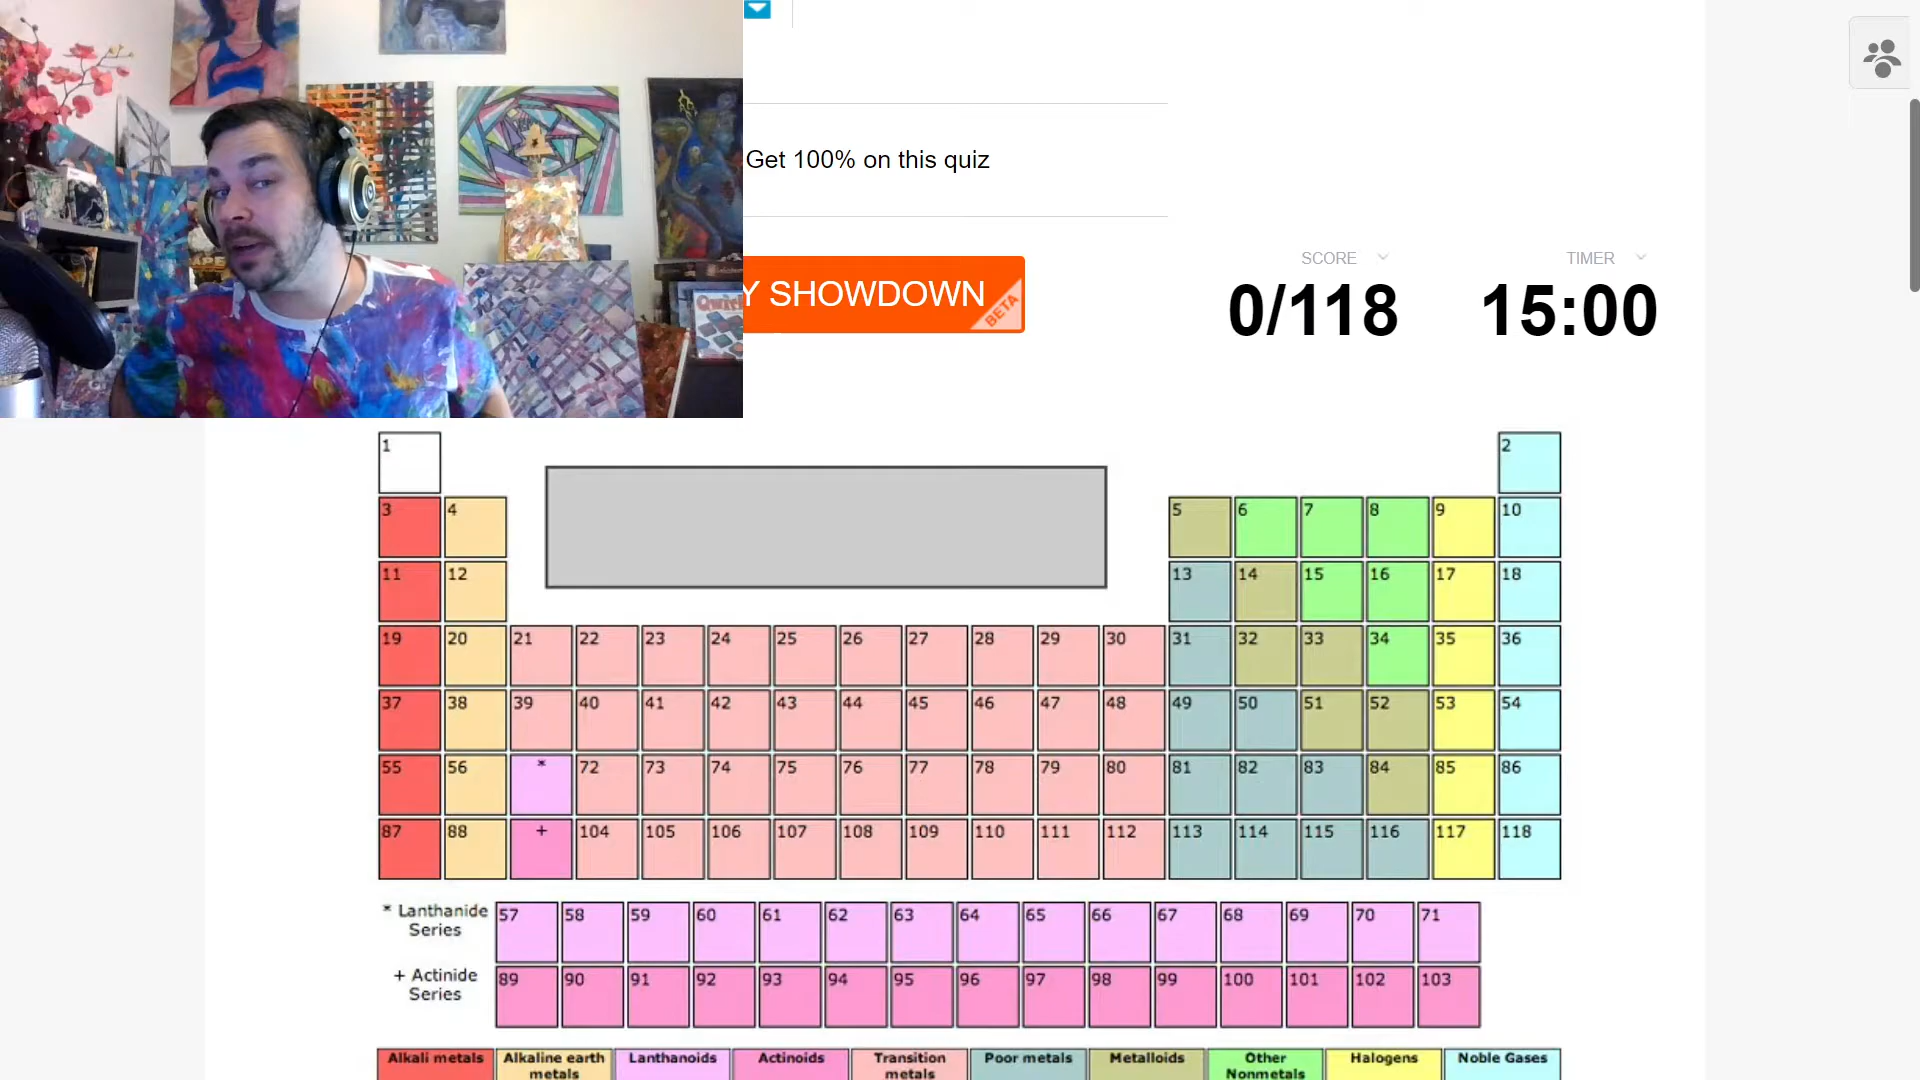 Get 100% on this quiz
Y SHOWDOWN
BETA
SCORE
TIMER
0/118
15:00
1
2
3 4 5 6 7 8 9 10
11 12 13 14 15 16 17 18
19 20 21 22 23 24 25 26 27 28 29 30 31 32 33 34 35 36
37 38 39 40 41 42 43 44 45 46 47 48 49 50 51 52 53 54
55 56 * 72 73 74 75 76 77 78 79 80 81 82 83 84 85 86
87 88 + 104 105 106 107 108 109 110 111 112 113 114 115 116 117 118
* Lanthanide
Series
57 58 59 60 61 62 63 64 65 66 67 68 69 70 71
+ Actinide
Series
89 90 91 92 93 94 95 96 97 98 99 100 101 102 103
Alkali metals
Alkaline earth
metals
Lanthanoids
Actinoids
Transition
metals
Poor metals
Metalloids
Other
Nonmetals
Halogens
Noble Gases
Qwirk